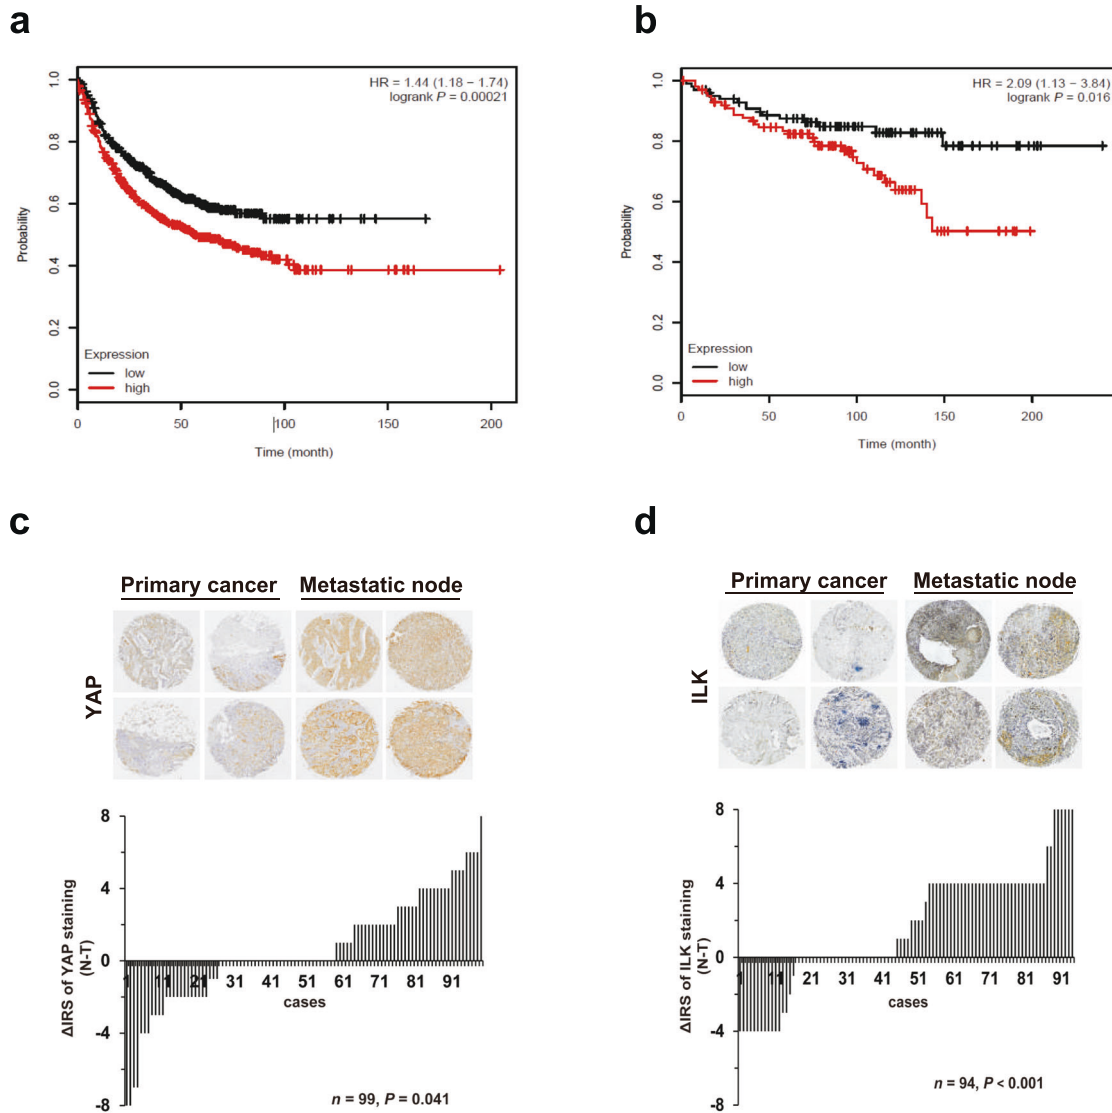 a
HR = 1.44 (1.18 − 1.74)
logrank P = 0.00021
Probability
1.0
0.8
0.6
0.4
0.2
0.0
Expression
low
high
0 50 100 150 200
Time (month)
b
HR = 2.09 (1.13 − 3.84)
logrank P = 0.016
Probability
1.0
0.8
0.6
0.4
0.2
0.0
Expression
low
high
0 50 100 150 200
Time (month)
c
Primary cancer Metastatic node
YAP
ΔIRS of YAP staining
(N-T)
8
4
0
-4
-8
1 11 21 31 41 51 61 71 81 91
cases
n = 99, P = 0.041
d
Primary cancer Metastatic node
ILK
ΔIRS of ILK staining
(N-T)
8
4
0
-4
-8
1 11 21 31 41 51 61 71 81 91
cases
n = 94, P < 0.001